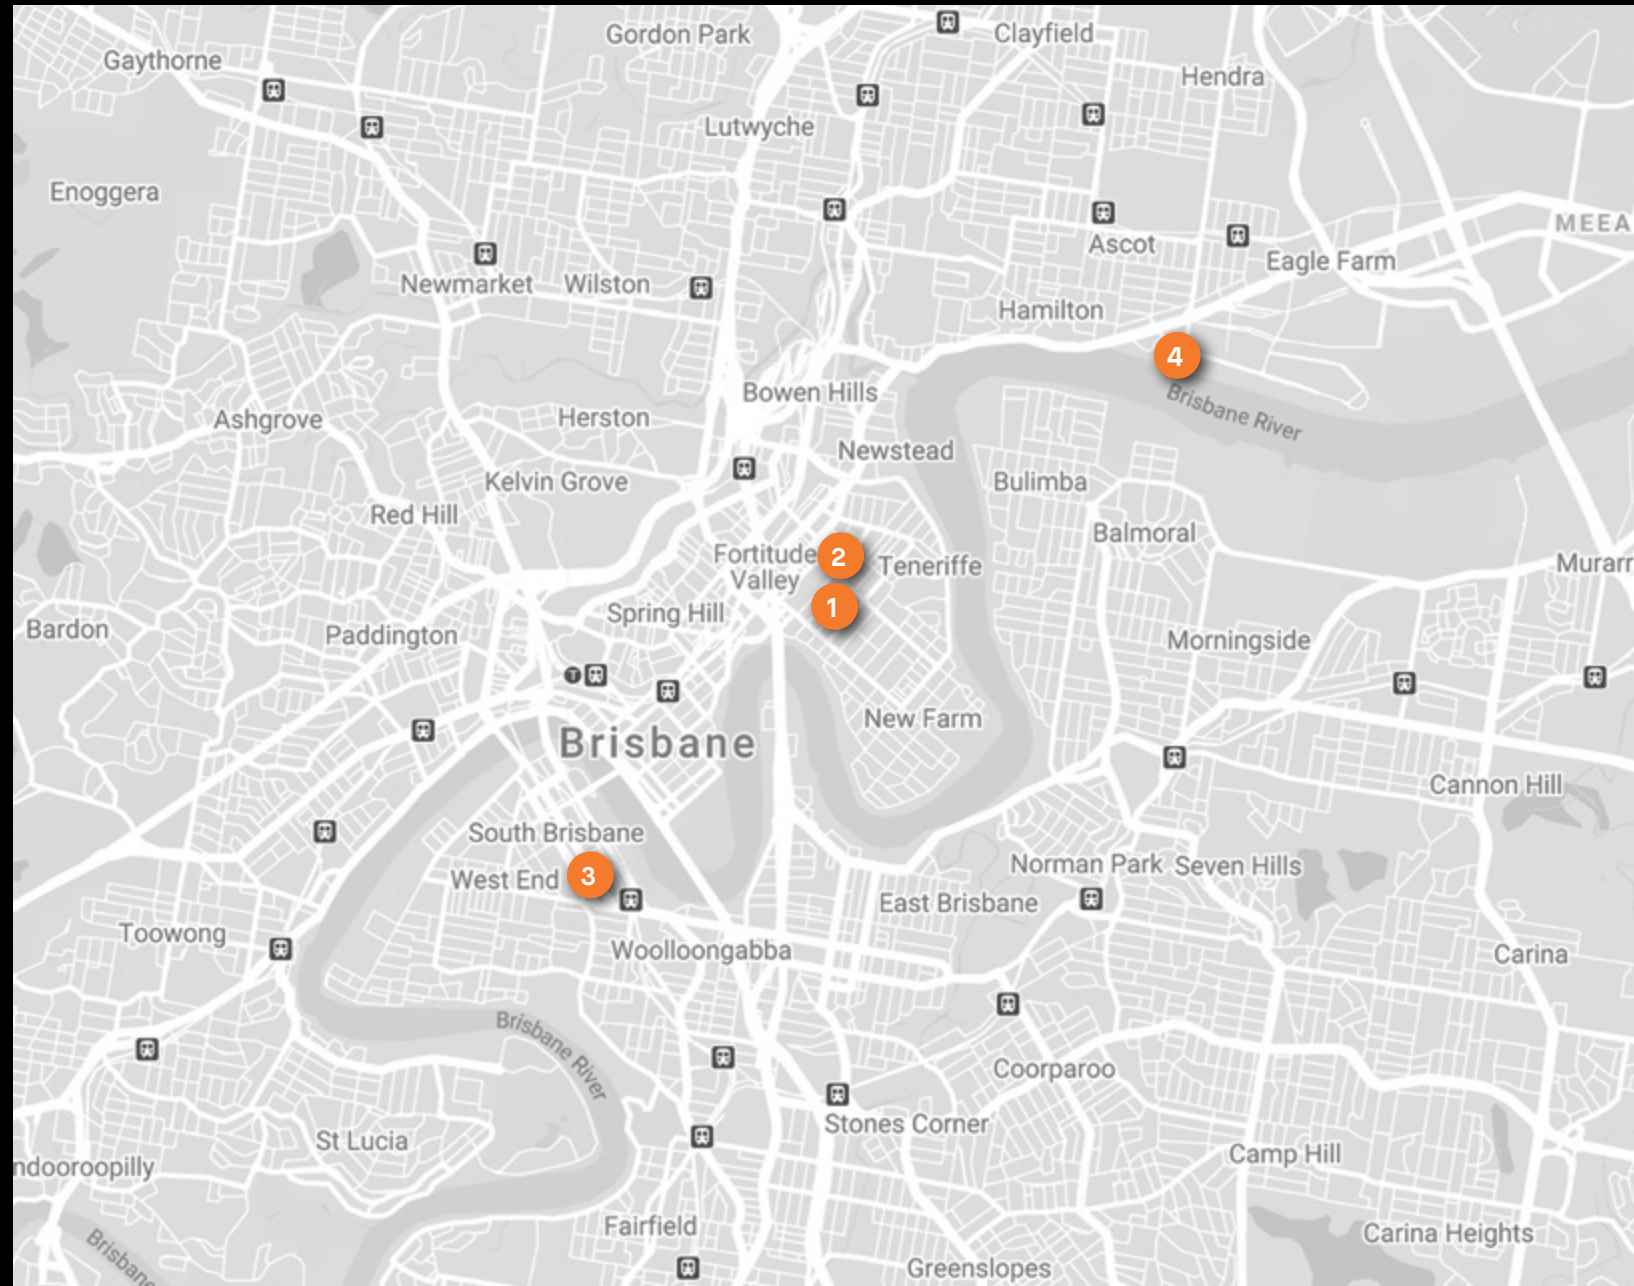 Gordon Park
Clayfield
Gaythorne
Hendra
Lutwyche
Enoggera
MEEA
Ascot
Eagle Farm
Newmarket
Wilston
Hamilton
4
Bowen Hills
Brisbane River
Herston
Ashgrove
Newstead
Kelvin Grove
Bulimba
Red Hill
Balmoral
Fortitude
Valley
2
Teneriffe
Murarr
1
Spring Hill
Bardon
Paddington
Morningside
T
New Farm
Brisbane
Cannon Hill
South Brisbane
Norman Park
Seven Hills
West End
3
East Brisbane
Toowong
Woolloongabba
Carina
Brisbane River
Coorparoo
Stones Corner
St Lucia
Camp Hill
ndooroopilly
Fairfield
Carina Heights
Brisbane
Greenslopes